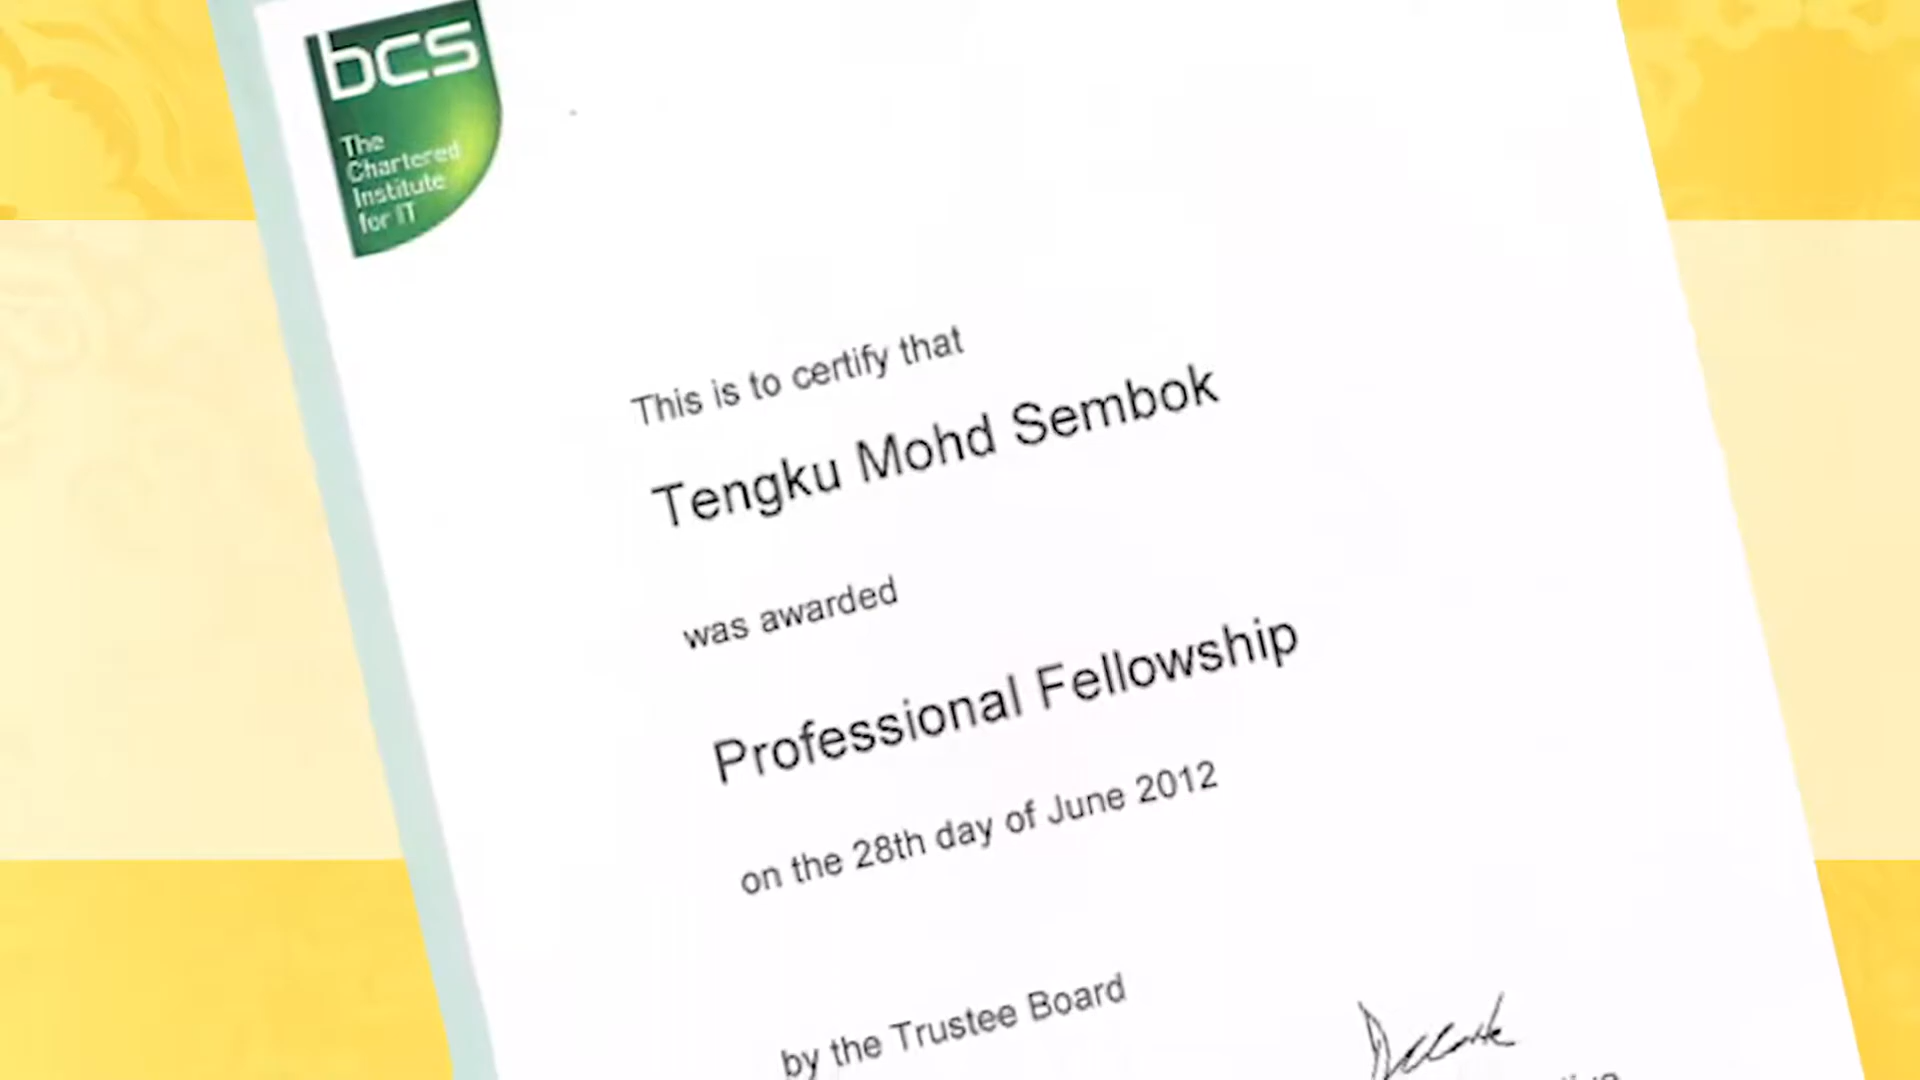 bcs
The
Chartered
Institute
for IT
This is to certify that
Tengku Mohd Sembok
was awarded
Professional Fellowship
on the 28th day of June 2012
by the Trustee Board